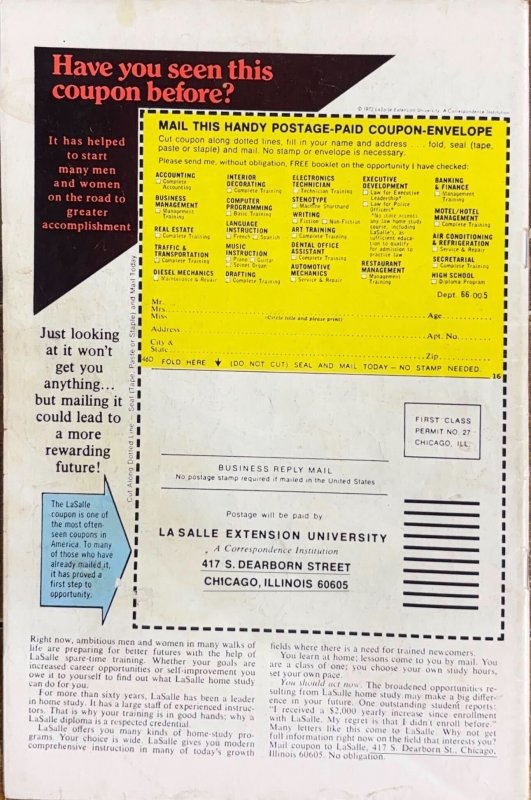 Have you seen this
coupon before?
© 1972 LaSalle Extension University, A Correspondence Institution
It has helped
to start
many men
and women
on the road to
greater
accomplishment
MAIL THIS HANDY POSTAGE-PAID COUPON-ENVELOPE
Cut coupon along dotted lines, fill in your name and address . . . fold, seal (tape,
paste or staple) and mail. No stamp or envelope is necessary.
Please send me, without obligation, FREE booklet on the opportunity I have checked:
ACCOUNTING
Complete
Accounting
BUSINESS
MANAGEMENT
Management
Training
REAL ESTATE
Complete Training
TRAFFIC &
TRANSPORTATION
Complete Training
DIESEL MECHANICS
Maintenance & Repair
INTERIOR
DECORATING
Complete Training
COMPUTER
PROGRAMMING
Basic Training
LANGUAGE
INSTRUCTION
French Spanish
MUSIC
INSTRUCTION
Piano Guitar
Spinet Organ
DRAFTING
Complete Training
ELECTRONICS
TECHNICIAN
Technician Training
STENOTYPE
Machine Shorthand
WRITING
Fiction Non-Fiction
ART TRAINING
Complete Training
DENTAL OFFICE
ASSISTANT
Complete Training
AUTOMOTIVE
MECHANICS
Service & Repair
EXECUTIVE
DEVELOPMENT
Law for Executive
Leadership*
Law for Police
Officers*
*No state accepts
any law home study
course, including
LaSalle's, as
sufficient educa-
tion to qualify
for admission to
practice law
RESTAURANT
MANAGEMENT
Management
Training
BANKING
& FINANCE
Management
Training
MOTEL/HOTEL
MANAGEMENT
Complete Training
AIR CONDITIONING
& REFRIGERATION
Service & Repair
SECRETARIAL
Complete Training
HIGH SCHOOL
Diploma Program
Dept. 66-005
Mr.
Mrs.
Miss Age
(Circle title and please print)
Address Apt. No.
City &
State Zip
460 FOLD HERE (DO NOT CUT) SEAL AND MAIL TODAY — NO STAMP NEEDED.
16
Cut Along Dotted Line Seal (Tape, Paste or Staple) and Mail Today
Just looking
at it won't
get you
anything...
but mailing it
could lead to
a more
rewarding
future!
FIRST CLASS
PERMIT NO. 27
CHICAGO, ILL.
BUSINESS REPLY MAIL
No postage stamp required if mailed in the United States
Postage will be paid by
LA SALLE EXTENSION UNIVERSITY
A Correspondence Institution
417 S. DEARBORN STREET
CHICAGO, ILLINOIS 60605
The LaSalle
coupon is one of
the most often-
seen coupons in
America. To many
of those who have
already mailed it,
it has proved a
first step to
opportunity.
Right now, ambitious men and women in many walks of
life are preparing for better futures with the help of
LaSalle spare-time training. Whether your goals are
increased career opportunities or self-improvement you
owe it to yourself to find out what LaSalle home study
can do for you.
For more than sixty years, LaSalle has been a leader
in home study. It has a large staff of experienced instruc-
tors. That is why your training is in good hands; why a
LaSalle diploma is a respected credential.
LaSalle offers you many kinds of home-study pro-
grams. Your choice is wide. LaSalle gives you modern
comprehensive instruction in many of today's growth
fields where there is a need for trained newcomers.
You learn at home; lessons come to you by mail. You
are a class of one; you choose your own study hours,
set your own pace.
You should act now. The broadened opportunities re-
sulting from LaSalle home study may make a big differ-
ence in your future. One outstanding student reports:
"I received a $2,000 yearly increase since enrollment
with LaSalle. My regret is that I didn't enroll before."
Many letters like this come to LaSalle. Why not get
full information right now on the field that interests you?
Mail coupon to LaSalle, 417 S. Dearborn St., Chicago,
Illinois 60605. No obligation.